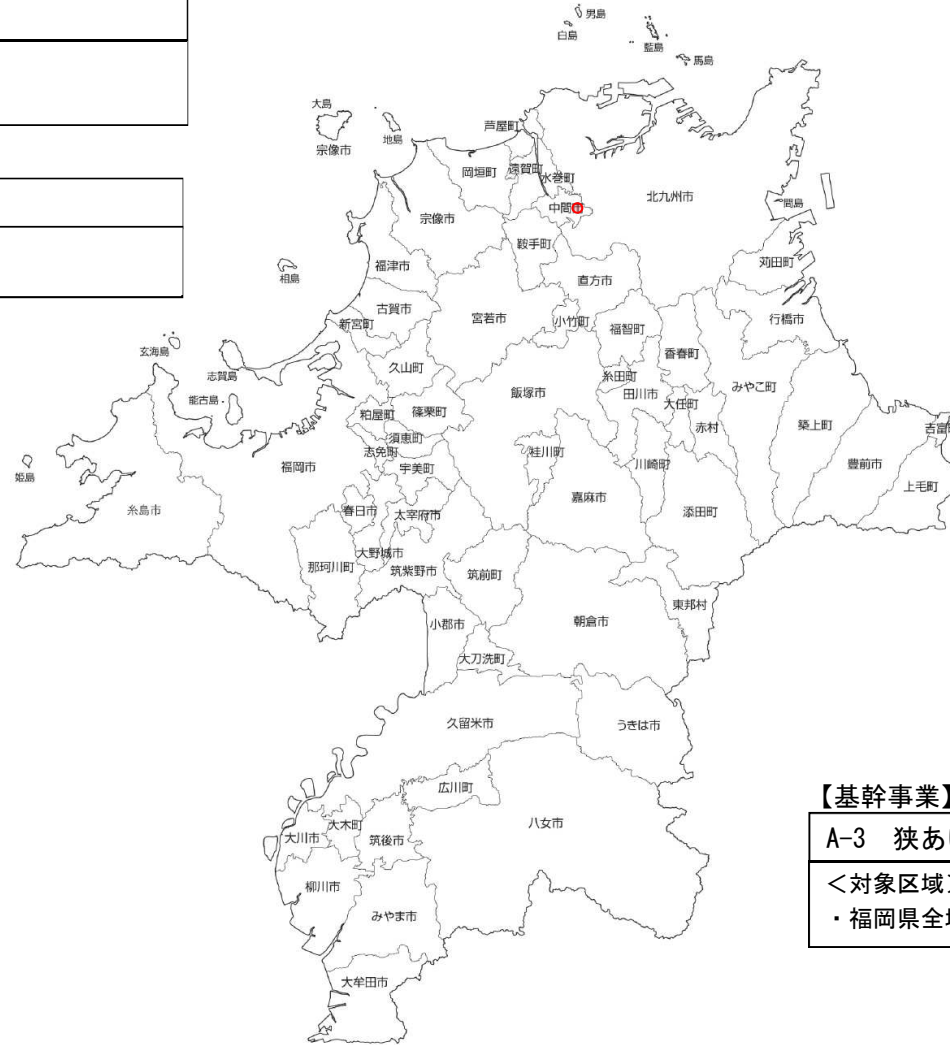 男島
白島
藍島
馬島
大島
地島
宗像市
芦屋町
岡垣町
遠賀町
水巻町
北九州市
中間市
間島
宗像市
鞍手町
苅田町
福津市
相島
直方市
古賀市
宮若市
小竹町
福智町
行橋市
新宮町
香春町
玄海島
久山町
志賀島
糸田町
みやこ町
飯塚市
田川市
能古島
大任町
粕屋町
篠栗町
赤村
築上町
吉富
須恵町
志免町
桂川町
福岡市
宇美町
川崎町
豊前市
姫島
上毛町
嘉麻市
糸島市
春日市
太宰府市
添田町
大野城市
那珂川町
筑紫野市
筑前町
東邦村
小郡市
朝倉市
大刀洗町
久留米市
うきは市
広川町
【基幹事業】
大木町
八女市
大川市
筑後市
A-3 狭あ
柳川市
<対象区域
みやま市
・福岡県全
大牟田市